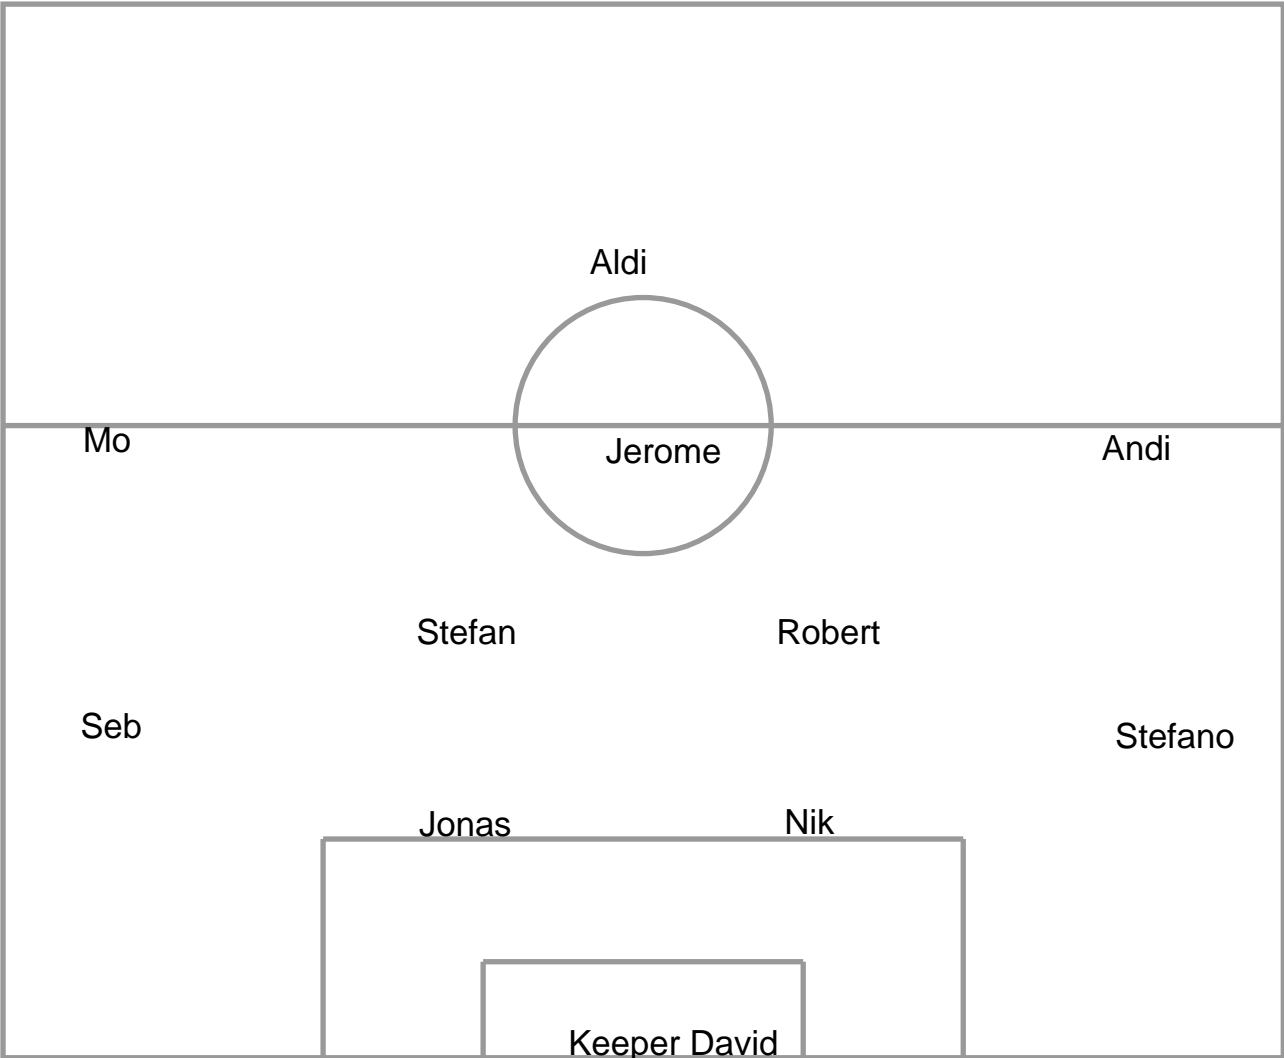 Aldi
Mo
Jerome
Andi
Stefan
Robert
Seb
Stefano
Jonas
Nik
Keeper David